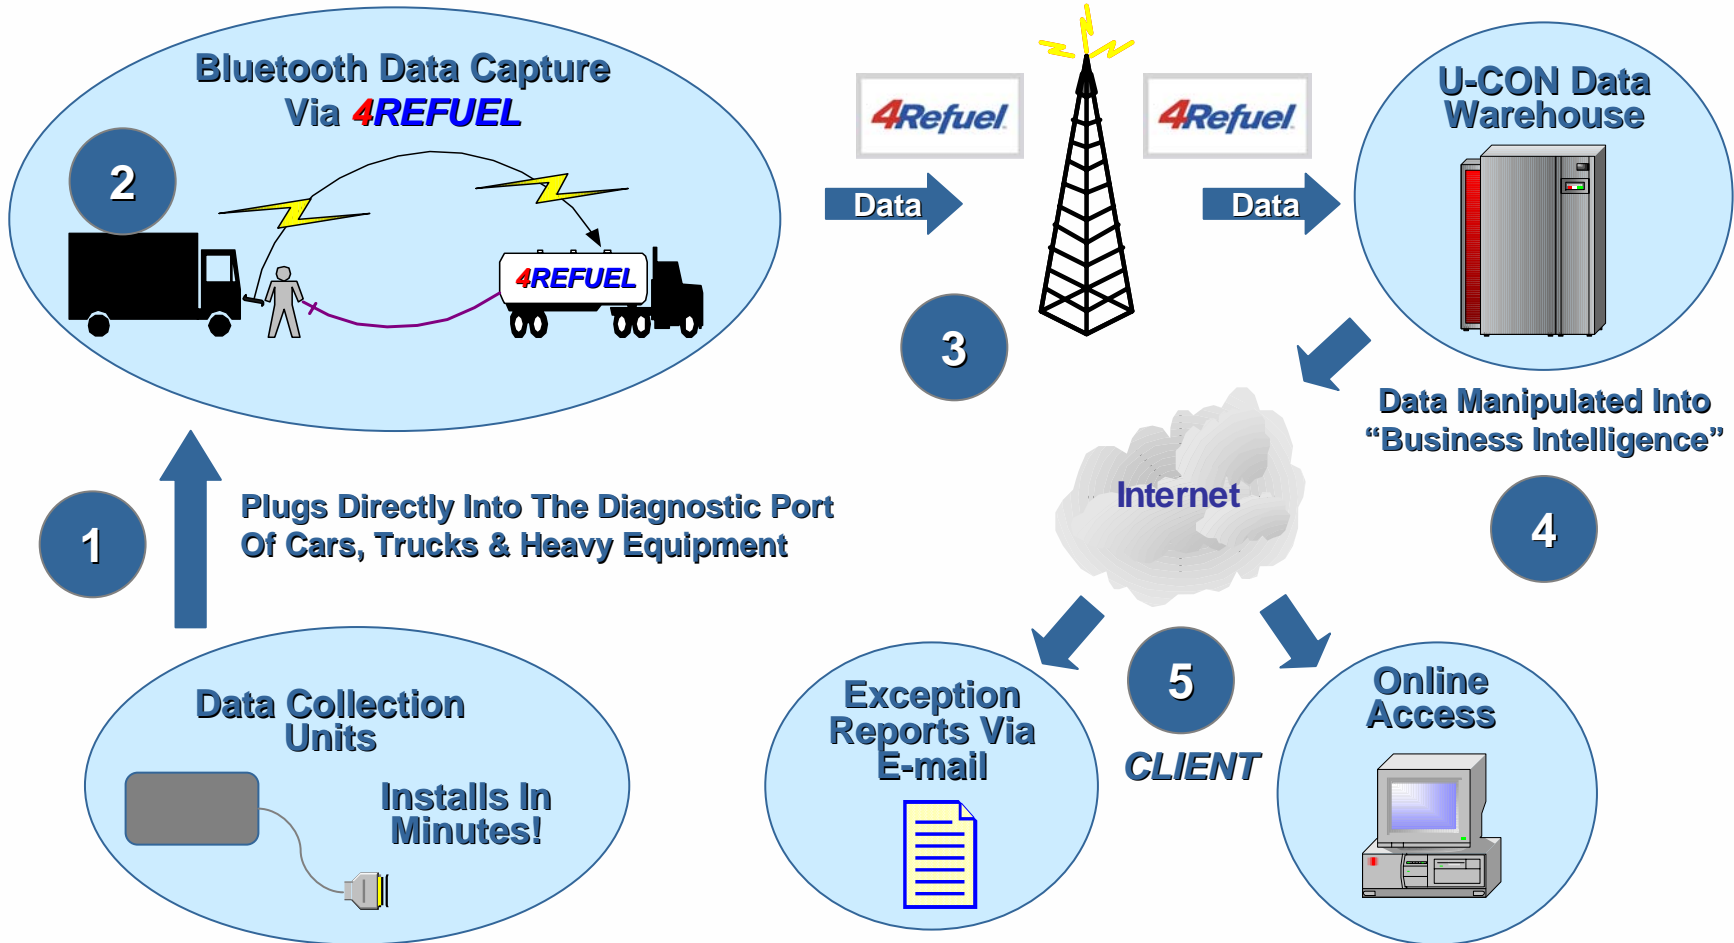 Bluetooth Data Capture
Via 4REFUEL
2
4REFUEL
4Refuel
4Refuel
Data
Data
U-CON Data
Warehouse
3
Data Manipulated Into
“Business Intelligence”
Internet
4
1
Plugs Directly Into The Diagnostic Port
Of Cars, Trucks & Heavy Equipment
Data Collection
Units
Installs In
Minutes!
Exception
Reports Via
E-mail
5
CLIENT
Online
Access